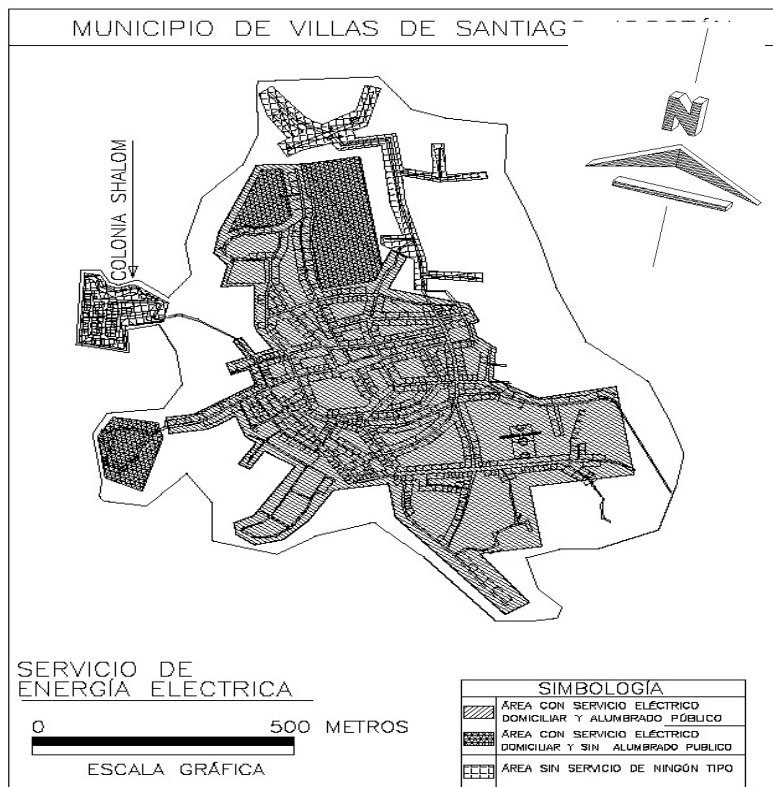 MUNICIPIO DE VILLAS DE SANTIAGO
N
COLONIA SHALOM
SERVICIO DE
ENERGÍA ELECTRICA
0 500 METROS
ESCALA GRÁFICA
SIMBOLOGÍA
ÁREA CON SERVICIO ELÉCTRICO
DOMICILIAR Y ALUMBRADO PÚBLICO
ÁREA CON SERVICIO ELÉCTRICO
DOMICILIAR Y SIN ALUMBRADO PUBLICO
ÁREA SIN SERVICIO DE NINGÚN TIPO